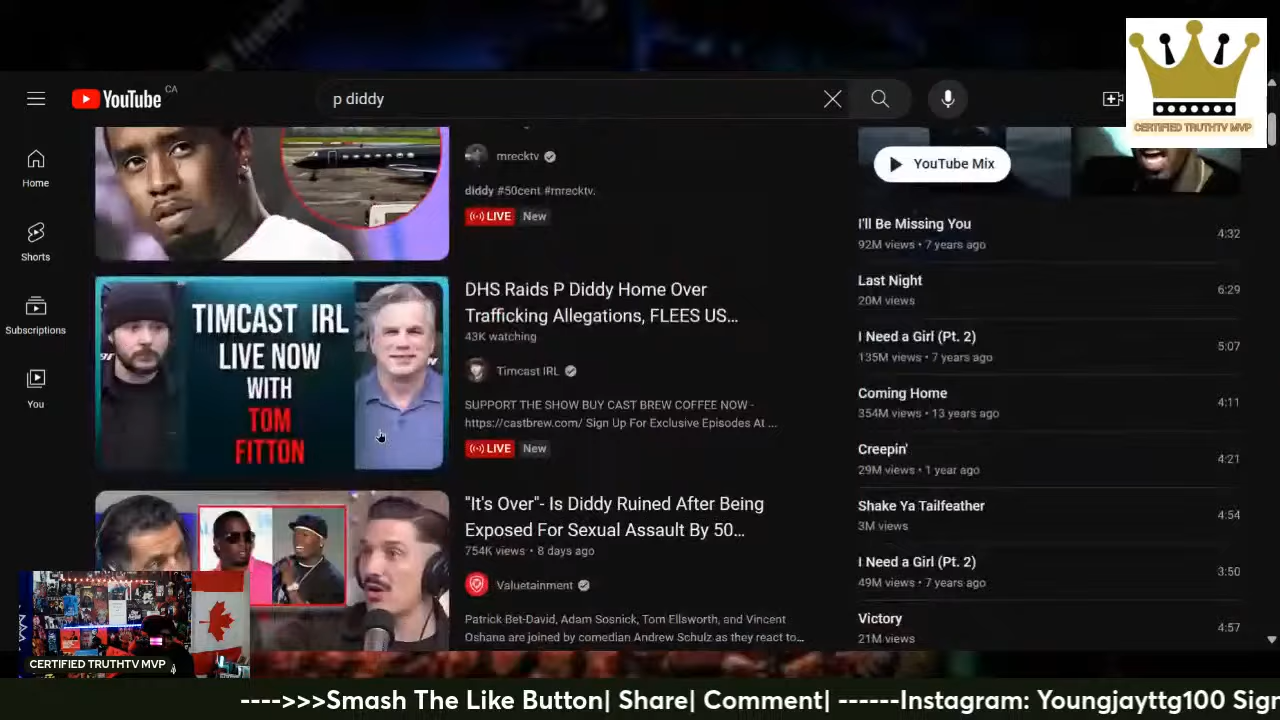 CERTIFIED TRUTHTV MVP
YouTube CA
p diddy
Home
Shorts
Subscriptions
You
mrecktv
diddy #50cent #mrecktv.
LIVE New
TIMCAST IRL
LIVE NOW
WITH
TOM
FITTON
DHS Raids P Diddy Home Over
Trafficking Allegations, FLEES US...
43K watching
Timcast IRL
SUPPORT THE SHOW BUY CAST BREW COFFEE NOW -
https://castbrew.com/ Sign Up For Exclusive Episodes At ...
LIVE New
"It's Over"- Is Diddy Ruined After Being
Exposed For Sexual Assault By 50...
754K views • 8 days ago
Valuetainment
Patrick Bet-David, Adam Sosnick, Tom Ellsworth, and Vincent
Oshana are joined by comedian Andrew Schulz as they react to...
YouTube Mix
I'll Be Missing You
92M views • 7 years ago
4:32
Last Night
20M views
6:29
I Need a Girl (Pt. 2)
135M views • 7 years ago
5:07
Coming Home
354M views • 13 years ago
4:11
Creepin'
29M views • 1 year ago
4:21
Shake Ya Tailfeather
3M views
4:54
I Need a Girl (Pt. 2)
49M views • 7 years ago
3:50
Victory
21M views
4:57
CERTIFIED TRUTHTV MVP
---->>>Smash The Like Button| Share| Comment| ------Instagram: Youngjayttg100 Sign